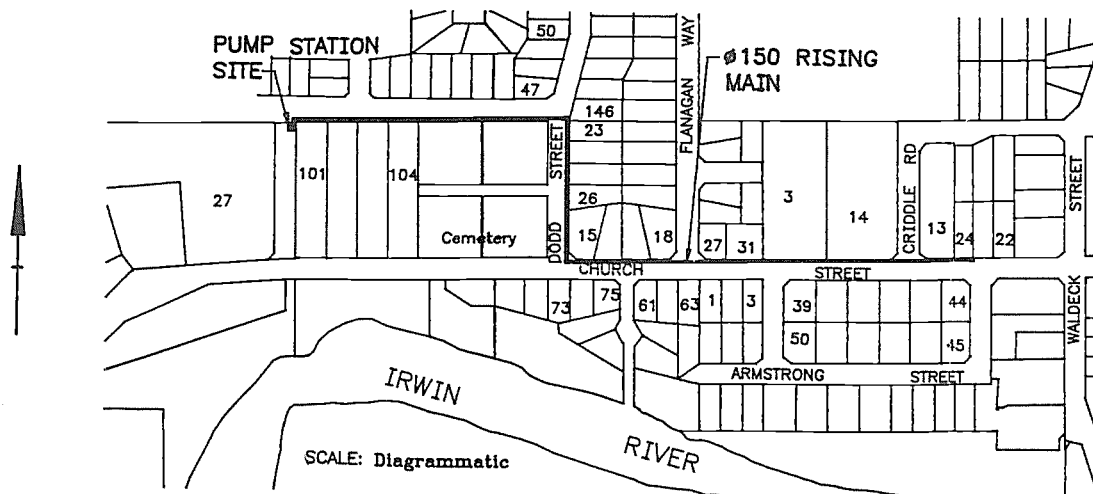 50
PUMP STATION
SITE
47
FLANAGAN WAY
ø150 RISING
MAIN
146
23
DODD STREET
101
104
27
26
15
18
Cemetery
27
31
3
14
CRIDDLE RD
13
24
22
STREET
WALDECK
CHURCH STREET
73
75
61
63
1
3
39
44
50
45
ARMSTRONG STREET
IRWIN
RIVER
SCALE: Diagrammatic